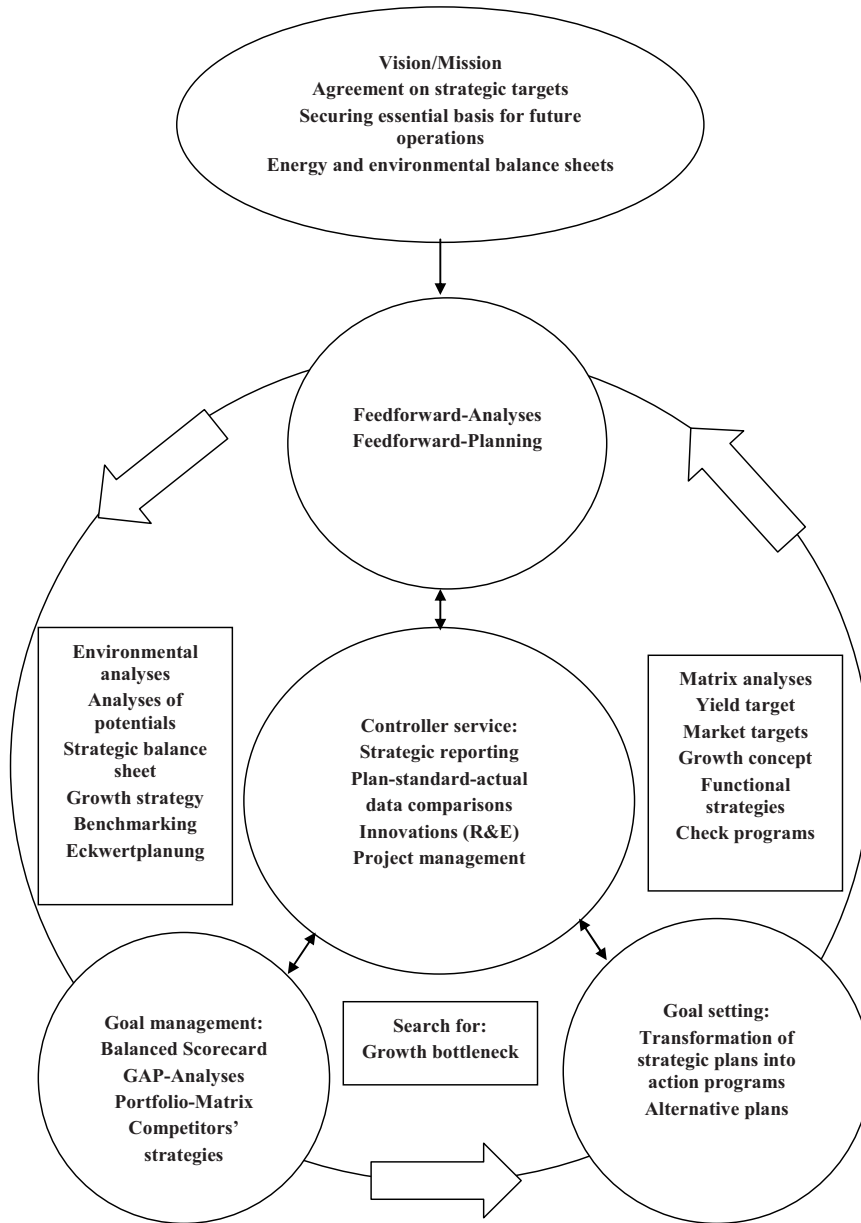 Vision/Mission
Agreement on strategic targets
Securing essential basis for future
operations
Energy and environmental balance sheets
Feedforward-Analyses
Feedforward-Planning
Environmental
analyses
Analyses of
potentials
Strategic balance
sheet
Growth strategy
Benchmarking
Eckwertplanung
Controller service:
Strategic reporting
Plan-standard-actual
data comparisons
Innovations (R&E)
Project management
Matrix analyses
Yield target
Market targets
Growth concept
Functional
strategies
Check programs
Goal management:
Balanced Scorecard
GAP-Analyses
Portfolio-Matrix
Competitors'
strategies
Search for:
Growth bottleneck
Goal setting:
Transformation of
strategic plans into
action programs
Alternative plans